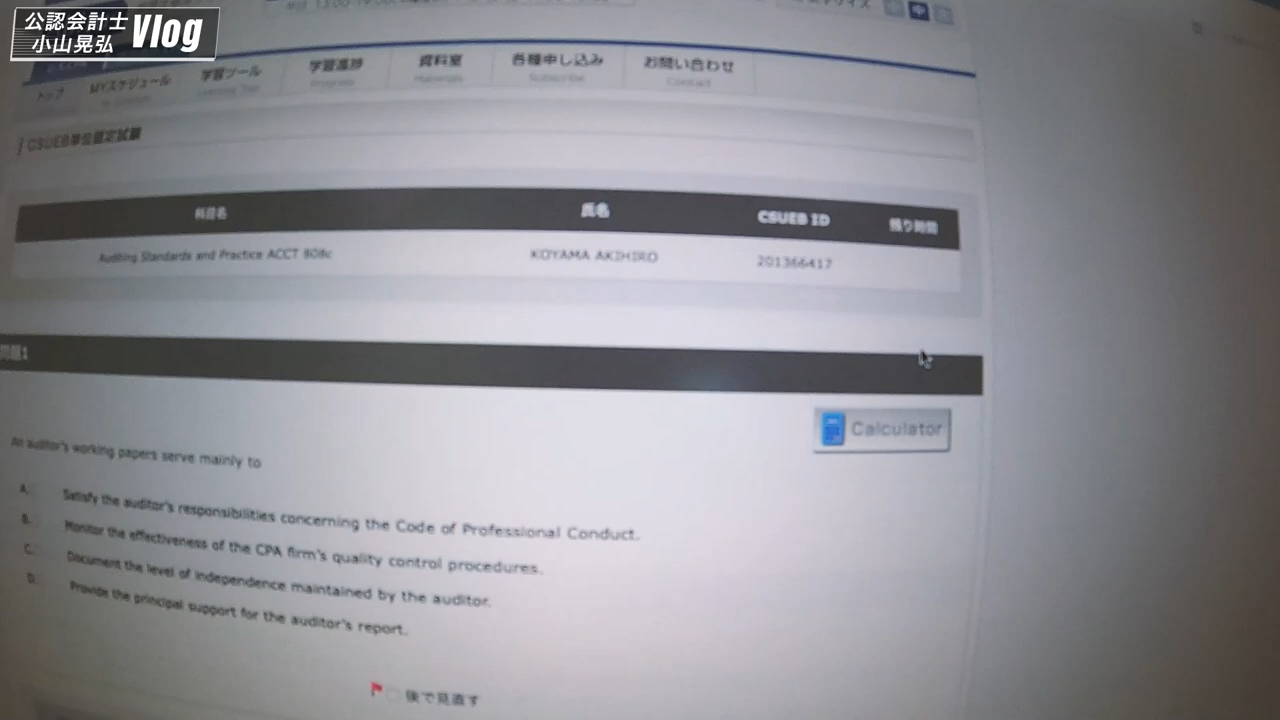 公認会計士
小山晃弘 Vlog
トップ MYスケジュール 学習ツール 学習進捗 資料室 各種申し込み お問い合わせ
Learning Tool Progress Materials Subscribe Contact
CSUEB単位認定試験
科目名 氏名 CSUEB ID 残り時間
Auditing Standards and Practice ACCT 808c KOYAMA AKIHIRO 201366417
問題1
Calculator
An auditor's working papers serve mainly to
A. Satisfy the auditor's responsibilities concerning the Code of Professional Conduct.
B. Monitor the effectiveness of the CPA firm's quality control procedures.
C. Document the level of independence maintained by the auditor.
D. Provide the principal support for the auditor's report.
後で見直す